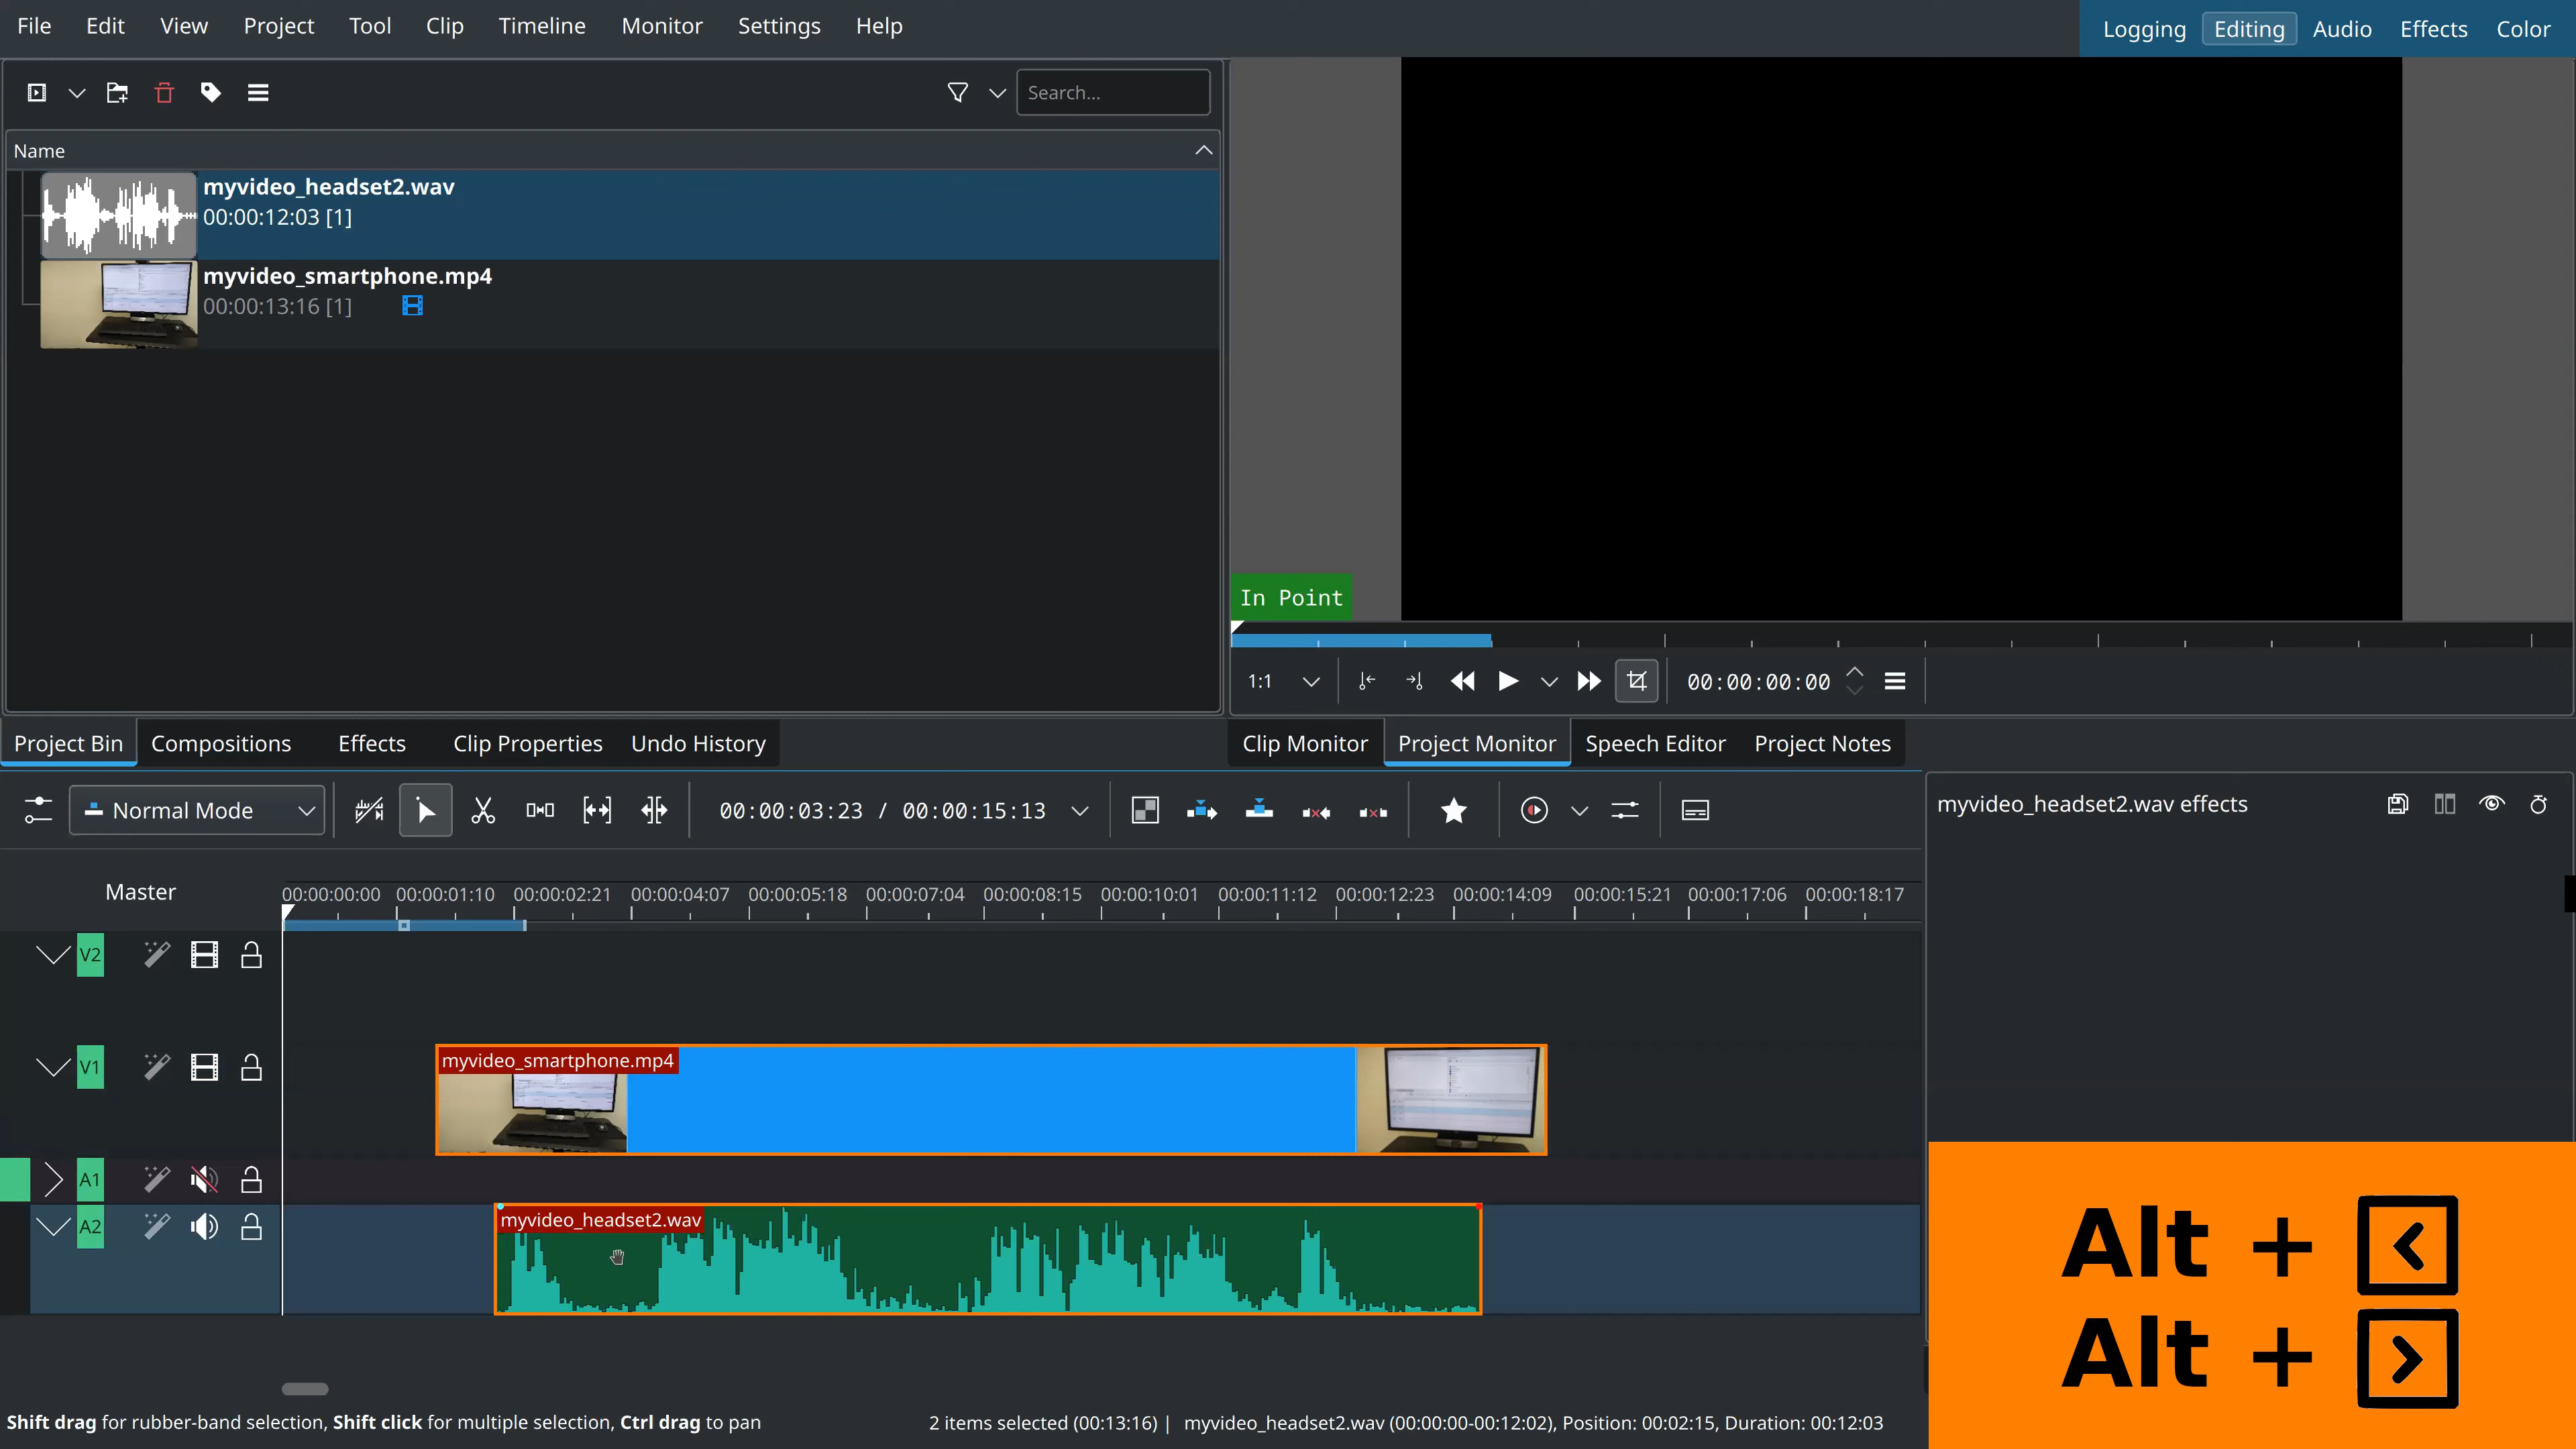 File Edit View Project Tool Clip Timeline Monitor Settings Help
Logging Editing Audio Effects Color
Search...
Name
myvideo_headset2.wav
00:00:12:03 [1]
myvideo_smartphone.mp4
00:00:13:16 [1]
In Point
1:1
00:00:00:00
Project Bin Compositions Effects Clip Properties Undo History
Clip Monitor Project Monitor Speech Editor Project Notes
Normal Mode
00:00:03:23 / 00:00:15:13
myvideo_headset2.wav effects
Master
00:00:00:00 00:00:01:10 00:00:02:21 00:00:04:07 00:00:05:18 00:00:07:04 00:00:08:15 00:00:10:01 00:00:11:12 00:00:12:23 00:00:14:09 00:00:15:21 00:00:17:06 00:00:18:17
V2
V1
myvideo_smartphone.mp4
A1
A2
myvideo_headset2.wav
Alt + <
Alt + >
Shift drag for rubber-band selection, Shift click for multiple selection, Ctrl drag to pan
2 items selected (00:13:16) | myvideo_headset2.wav (00:00:00-00:12:02), Position: 00:02:15, Duration: 00:12:03